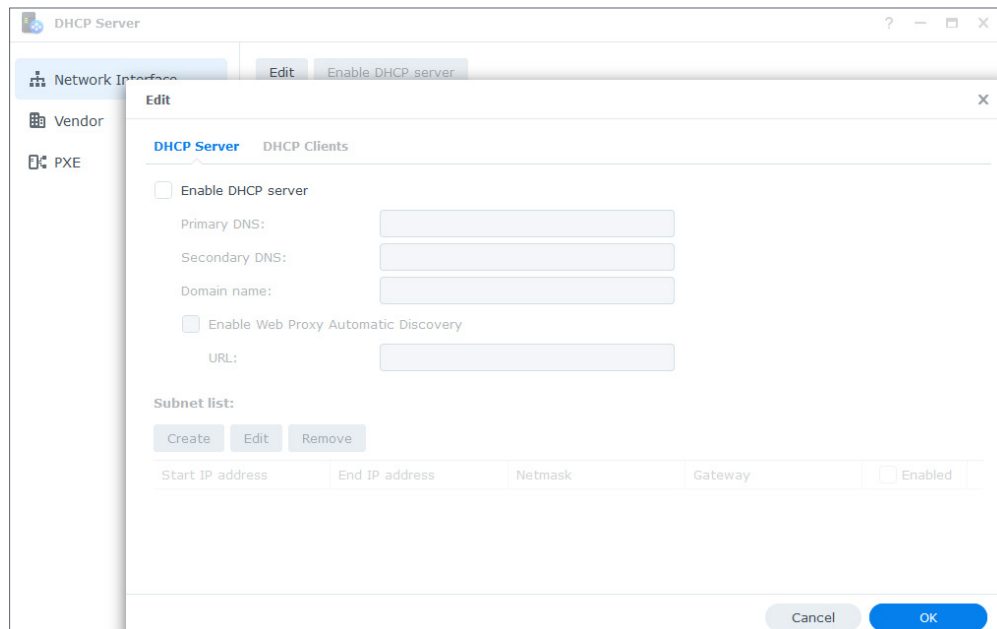 DHCP Server
?
Network Interface
Edit
Enable DHCP server
Vendor
PXE
Edit
DHCP Server
DHCP Clients
Enable DHCP server
Primary DNS:
Secondary DNS:
Domain name:
Enable Web Proxy Automatic Discovery
URL:
Subnet list:
Create
Edit
Remove
Start IP address
End IP address
Netmask
Gateway
Enabled
Cancel
OK